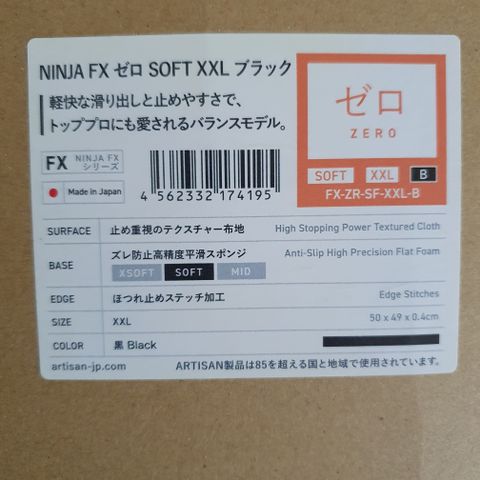 NINJA FX ゼロ SOFT XXL ブラック
軽快な滑り出しと止めやすさで、
トッププロにも愛されるバランスモデル。
ゼロ
ZERO
SOFT XXL B
FX-ZR-SF-XXL-B
FX NINJA FX シリーズ
Made in Japan
4 562332 174195
SURFACE 止め重視のテクスチャー布地 High Stopping Power Textured Cloth
BASE ズレ防止高精度平滑スポンジ Anti-Slip High Precision Flat Foam
XSOFT SOFT MID
EDGE ほつれ止めステッチ加工 Edge Stitches
SIZE XXL 50 x 49 x 0.4cm
COLOR 黒 Black
artisan-jp.com ARTISAN製品は85を超える国と地域で使用されています。